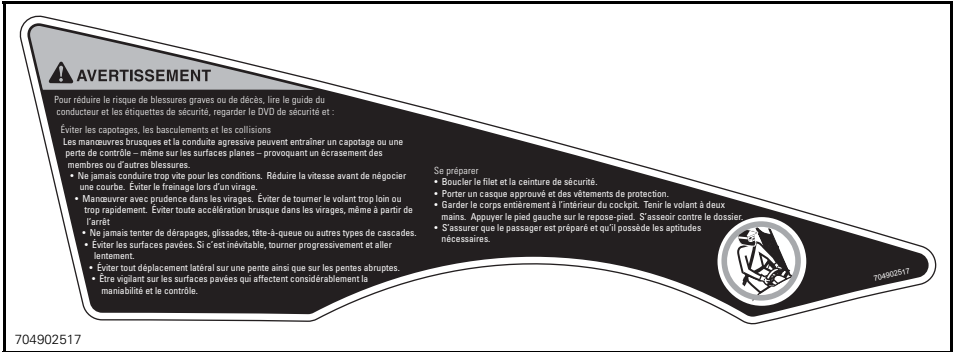 AVERTISSEMENT
Pour réduire le risque de blessures graves ou de décès, lire le guide du
conducteur et les étiquettes de sécurité, regarder le DVD de sécurité et :
Éviter les capotages, les basculements et les collisions
Les manœuvres brusques et la conduite agressive peuvent entraîner un capotage ou une
perte de contrôle – même sur les surfaces planes – provoquant un écrasement des
membres ou d'autres blessures.
• Ne jamais conduire trop vite pour les conditions. Réduire la vitesse avant de négocier
une courbe. Éviter le freinage lors d'un virage.
• Manœuvrer avec prudence dans les virages. Éviter de tourner le volant trop loin ou
trop rapidement. Éviter toute accélération brusque dans les virages, même à partir de
l'arrêt
• Ne jamais tenter de dérapages, glissades, tête-à-queue ou autres types de cascades.
• Éviter les surfaces pavées. Si c'est inévitable, tourner progressivement et aller
lentement.
• Éviter tout déplacement latéral sur une pente ainsi que sur les pentes abruptes.
• Être vigilant sur les surfaces pavées qui affectent considérablement la
maniabilité et le contrôle.
Se préparer
• Boucler le filet et la ceinture de sécurité.
• Porter un casque approuvé et des vêtements de protection.
• Garder le corps entièrement à l'intérieur du cockpit. Tenir le volant à deux
mains. Appuyer le pied gauche sur le repose-pied. S'asseoir contre le dossier.
• S'assurer que le passager est préparé et qu'il possède les aptitudes
nécessaires.
704902517
704902517